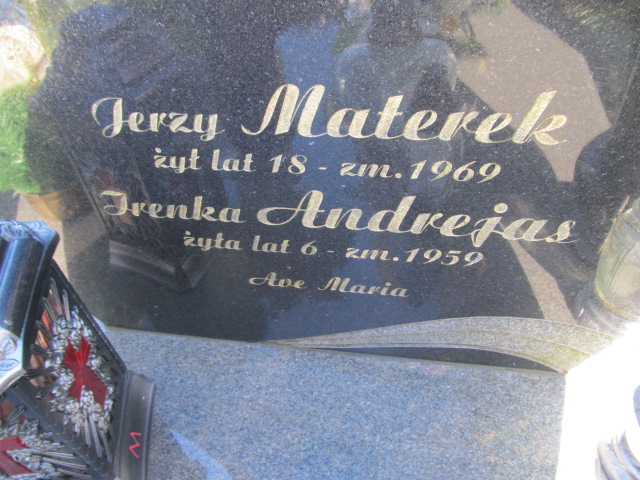 Jerzy Materek
żył lat 18 - zm. 1969
Irenka Andrejas
żyła lat 6 - zm. 1959
Ave Maria
M